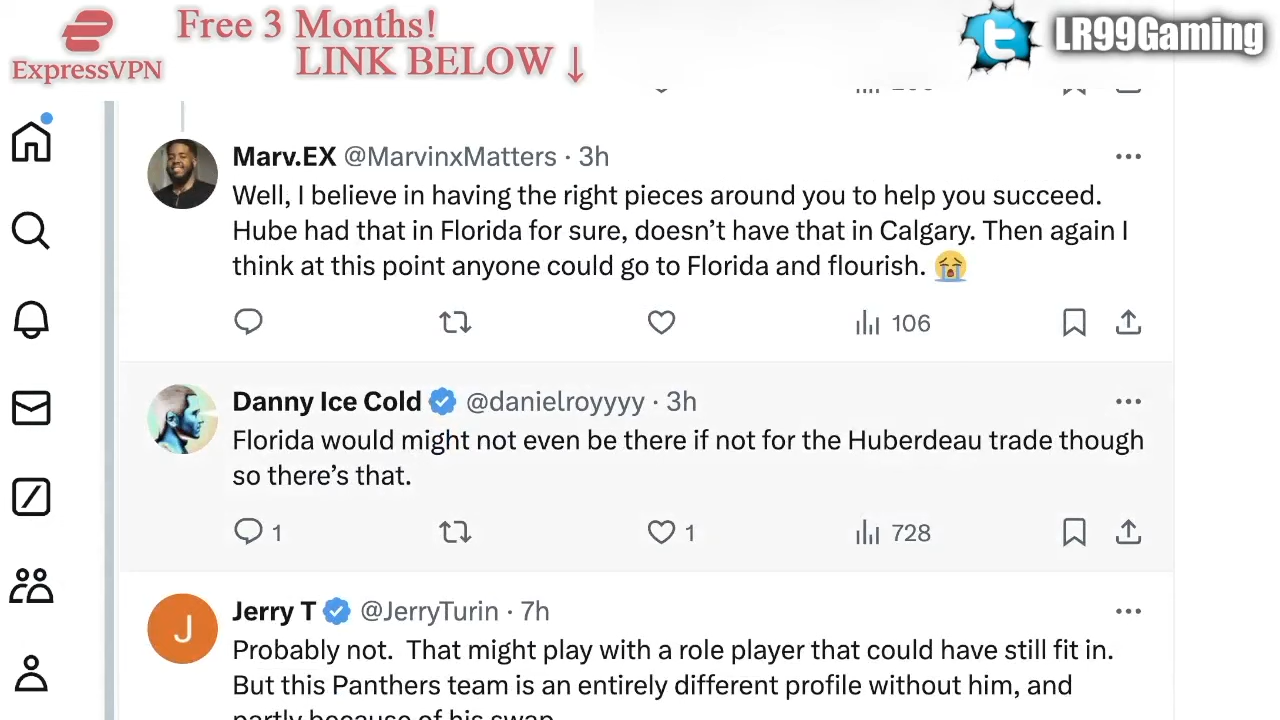 Free 3 Months!
LINK BELOW ↓
ExpressVPN
LR99Gaming
Marv.EX @MarvinxMatters · 3h
Well, I believe in having the right pieces around you to help you succeed.
Hube had that in Florida for sure, doesn’t have that in Calgary. Then again I
think at this point anyone could go to Florida and flourish. 😭
106
Danny Ice Cold @danielroyyyy · 3h
Florida would might not even be there if not for the Huberdeau trade though
so there’s that.
1 1 728
J
Jerry T @JerryTurin · 7h
Probably not.  That might play with a role player that could have still fit in.
But this Panthers team is an entirely different profile without him, and
partly because of his swap